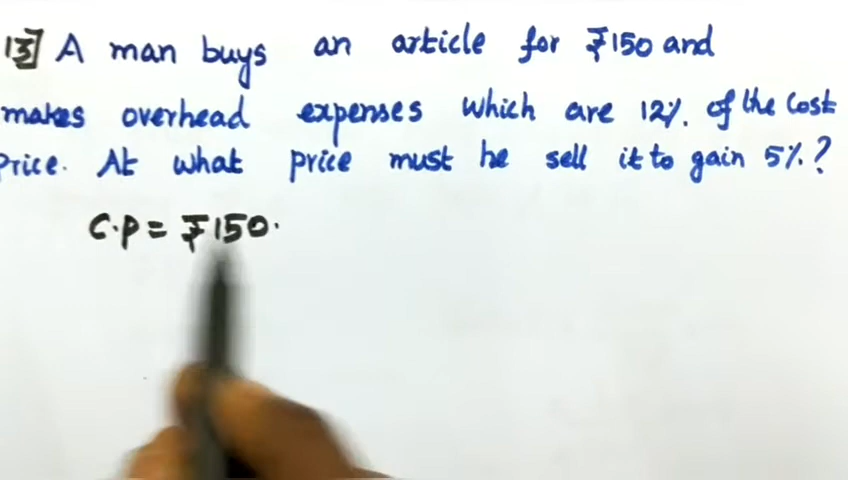 13] A man buys an article for ₹150 and
makes overhead expenses which are 12%. of the Cost
Price. At what price must he sell it to gain 5%?
C.P = ₹150.